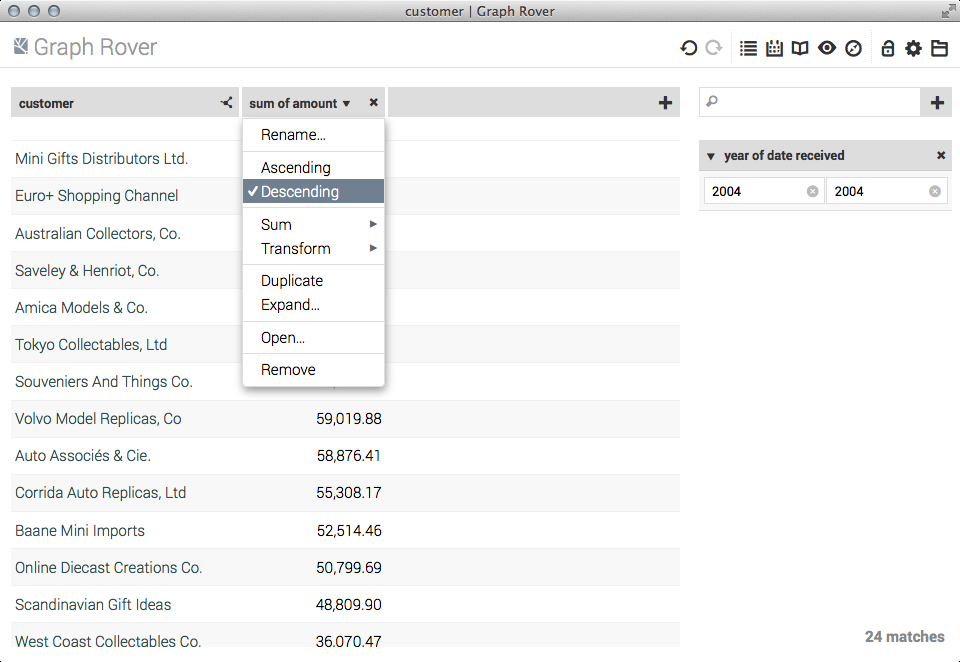 customer | Graph Rover
Graph Rover
customer
sum of amount
year of date received
2004
2004
Rename...
Ascending
Descending
Sum
Transform
Duplicate
Expand...
Open...
Remove
Mini Gifts Distributors Ltd.
Euro+ Shopping Channel
Australian Collectors, Co.
Saveley & Henriot, Co.
Amica Models & Co.
Tokyo Collectables, Ltd
Souveniers And Things Co.
Volvo Model Replicas, Co 59,019.88
Auto Associés & Cie. 58,876.41
Corrida Auto Replicas, Ltd 55,308.17
Baane Mini Imports 52,514.46
Online Diecast Creations Co. 50,799.69
Scandinavian Gift Ideas 48,809.90
West Coast Collectables Co. 36,070.47
24 matches